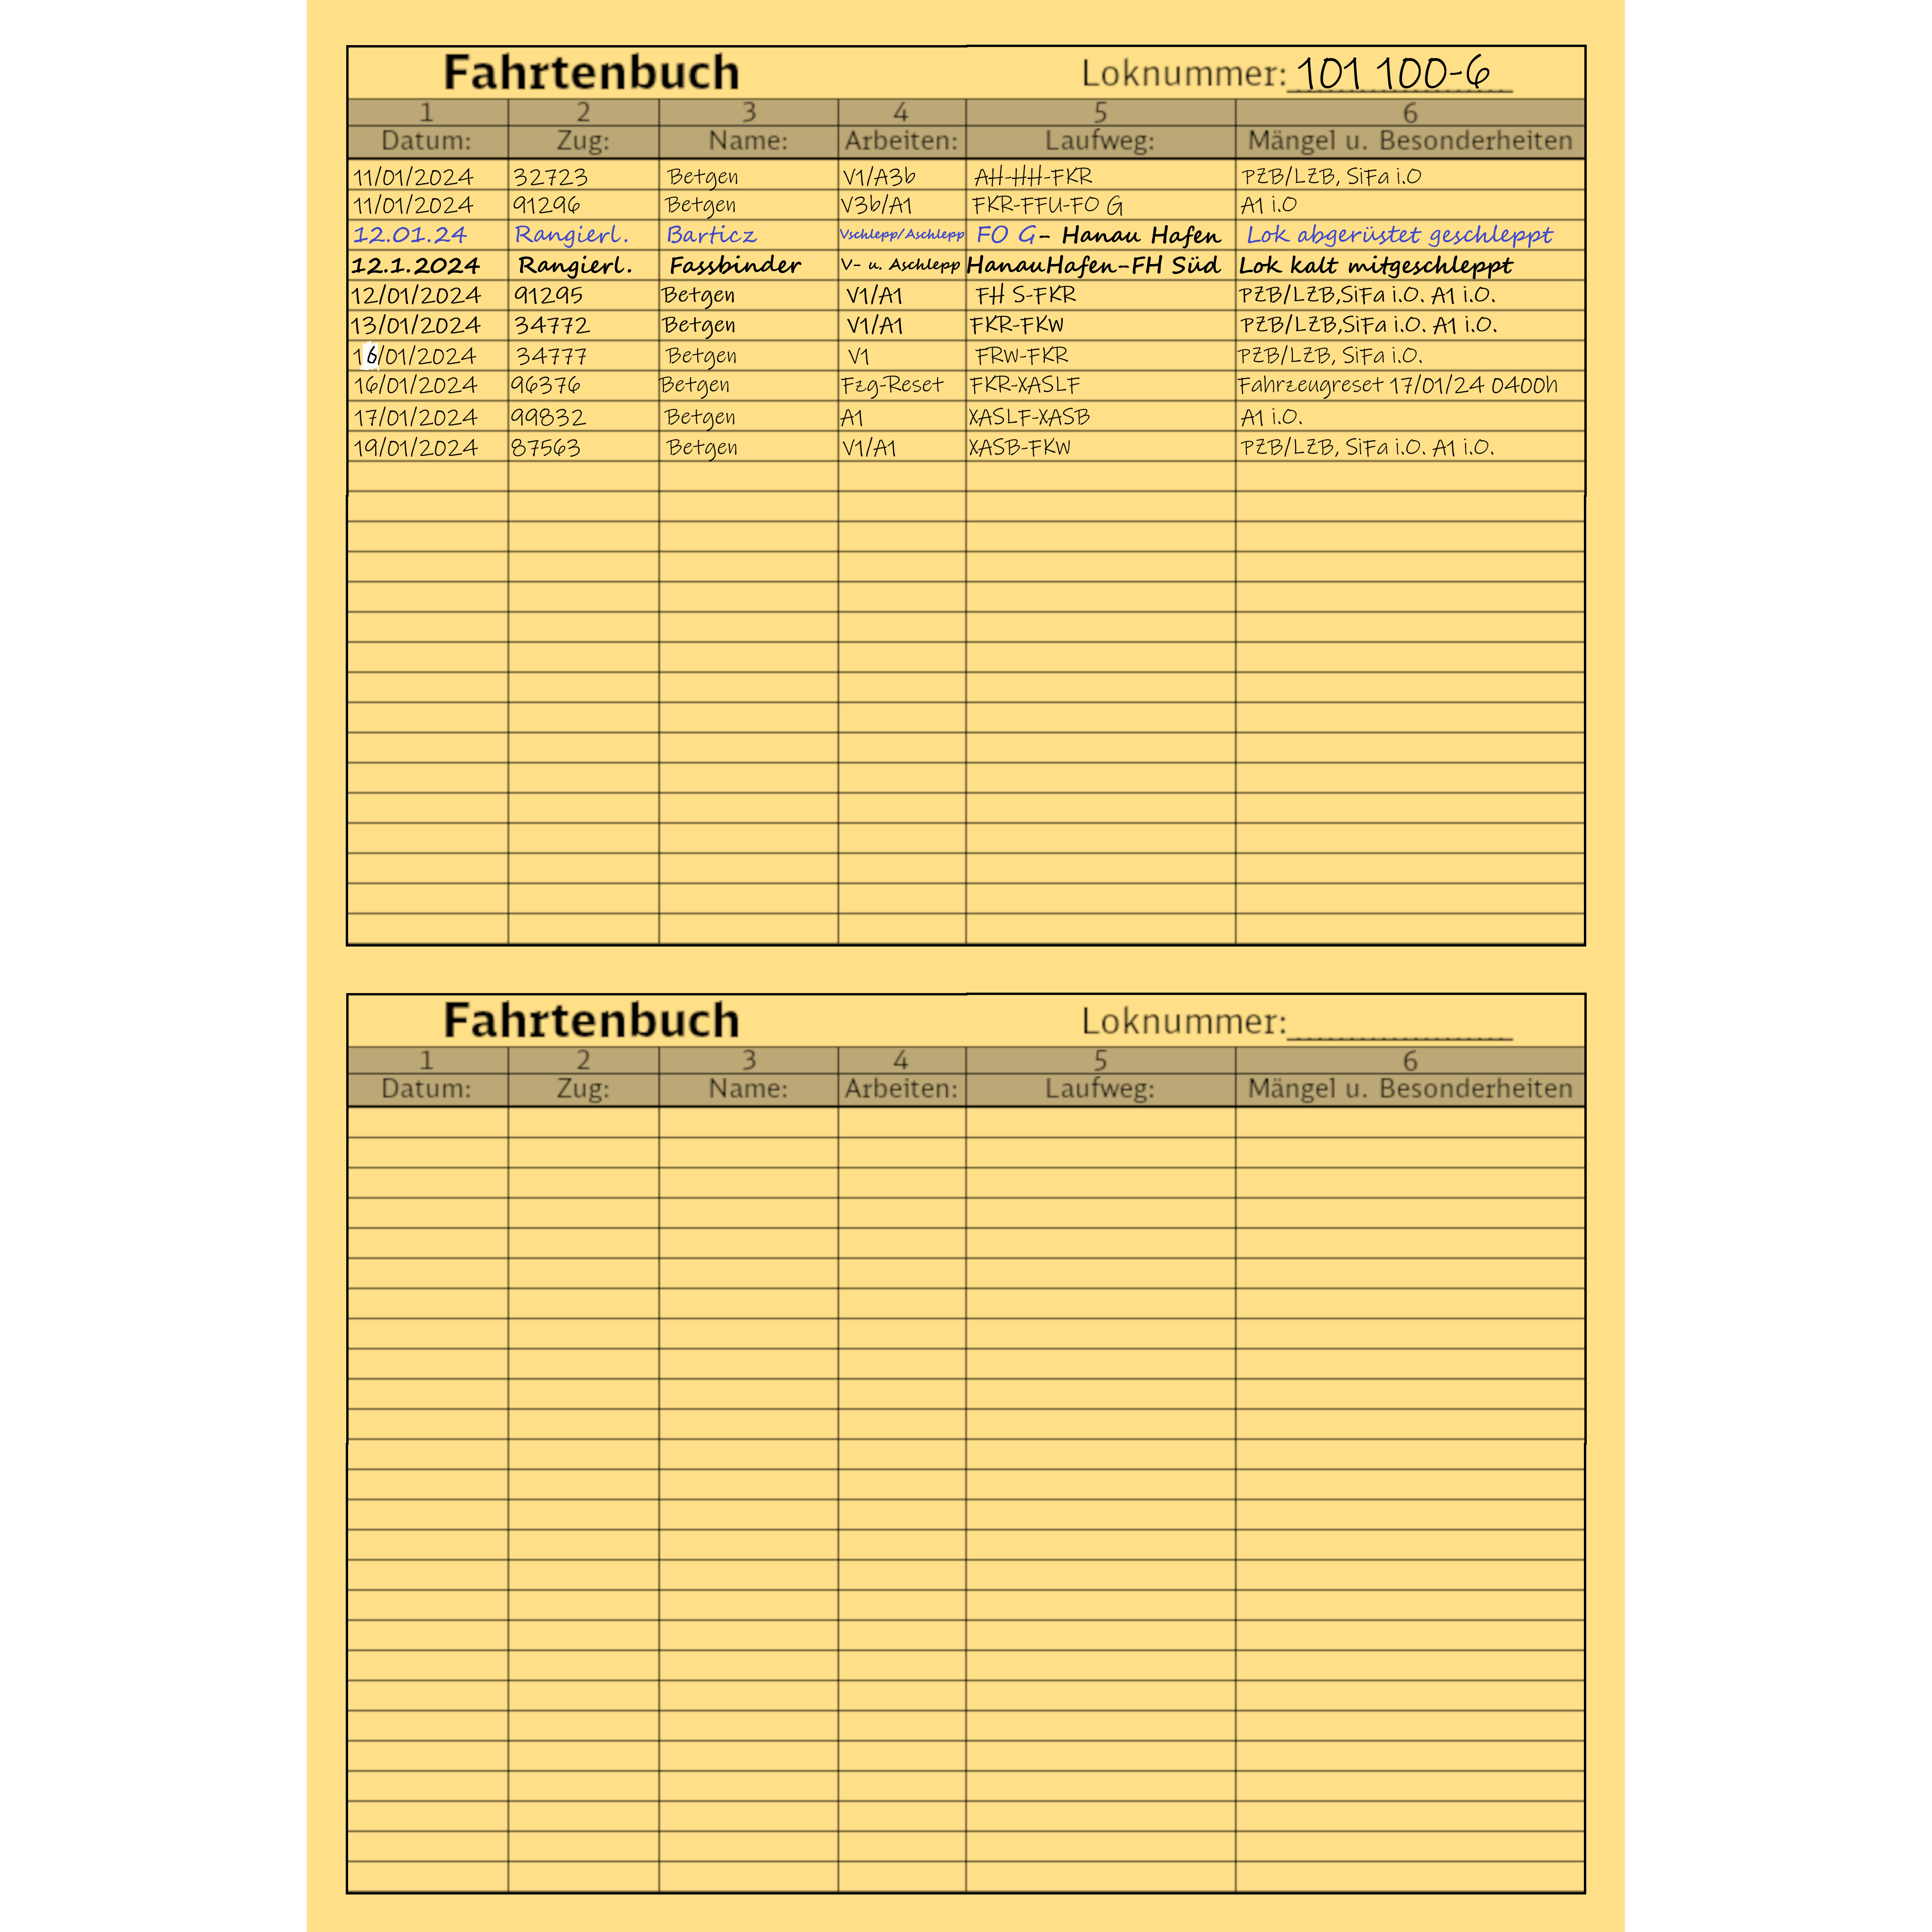 Fahrtenbuch Loknummer: 101 100-6
1 2 3 4 5 6
Datum: Zug: Name: Arbeiten: Laufweg: Mängel u. Besonderheiten
11/01/2024 32723 Betgen V1/A3b AH-HH-FKR PZB/LZB, SiFa i.O
11/01/2024 91296 Betgen V3b/A1 FKR-FFU-FO G A1 i.O
12.01.24 Rangierl. Barticz Vschlepp/Aschlepp FO G- Hanau Hafen Lok abgerüstet geschleppt
12.1.2024 Rangierl. Fassbinder V- u. Aschlepp HanauHafen-FH Süd Lok kalt mitgeschleppt
12/01/2024 91295 Betgen V1/A1 FH S-FKR PZB/LZB,SiFa i.O. A1 i.O.
13/01/2024 34772 Betgen V1/A1 FKR-FKW PZB/LZB,SiFa i.O. A1 i.O.
16/01/2024 34777 Betgen V1 FRW-FKR PZB/LZB, SiFa i.O.
16/01/2024 96376 Betgen Fzg-Reset FKR-XASLF Fahrzeugreset 17/01/24 0400h
17/01/2024 99832 Betgen A1 XASLF-XASB A1 i.O.
19/01/2024 87563 Betgen V1/A1 XASB-FKW PZB/LZB, SiFa i.O. A1 i.O.
Fahrtenbuch Loknummer:
1 2 3 4 5 6
Datum: Zug: Name: Arbeiten: Laufweg: Mängel u. Besonderheiten